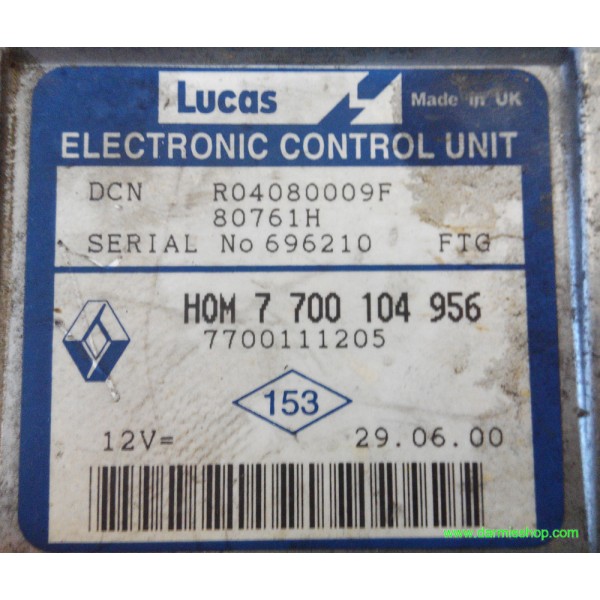 Lucas Made in UK
ELECTRONIC CONTROL UNIT
DCN R04080009F
80761H
SERIAL No 696210 FTG
HOM 7 700 104 956
7700111205
153
12V= 29.06.00
www.darmicshop.com